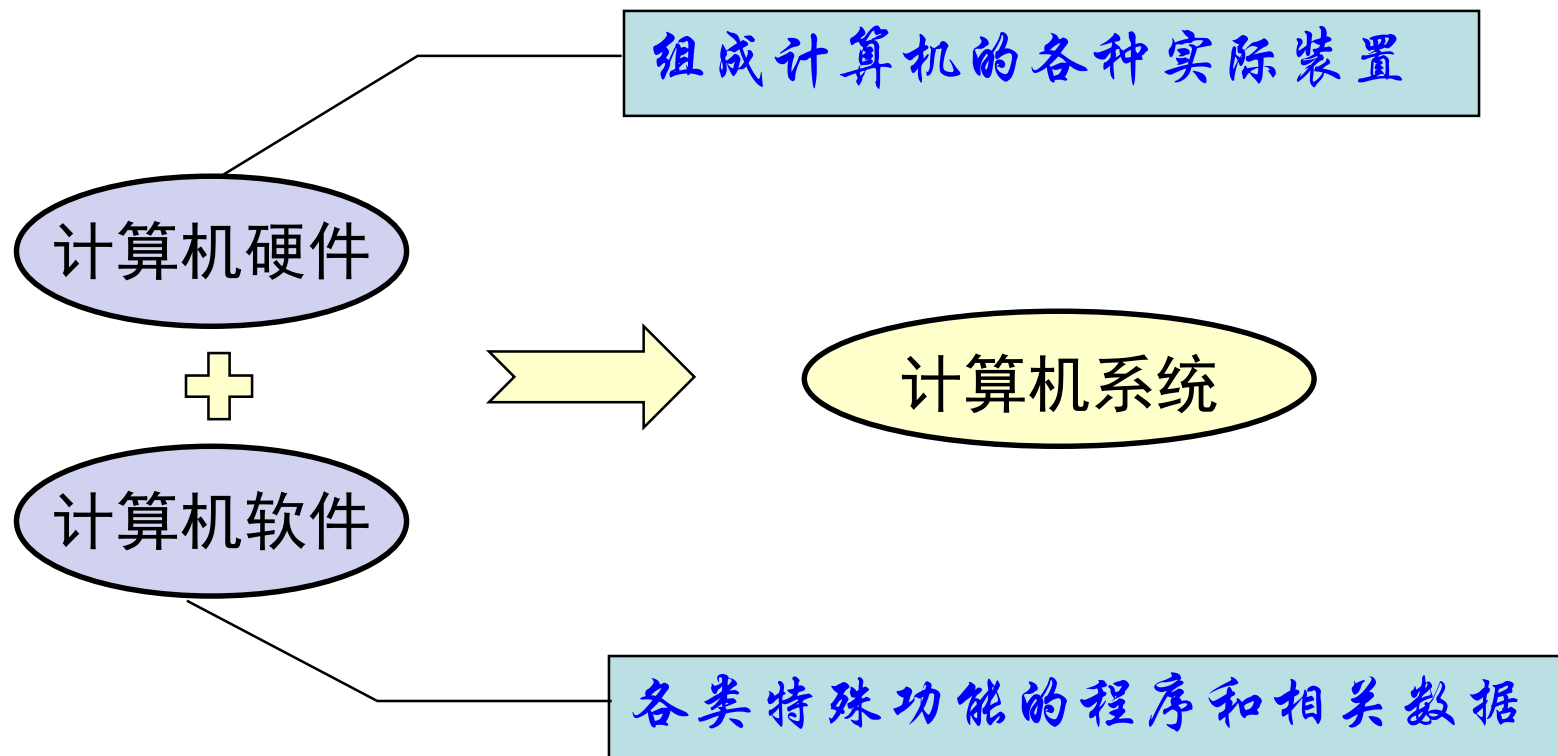 组成计算机的各种实际装置
计算机硬件
计算机系统
计算机软件
各类特殊功能的程序和相关数据